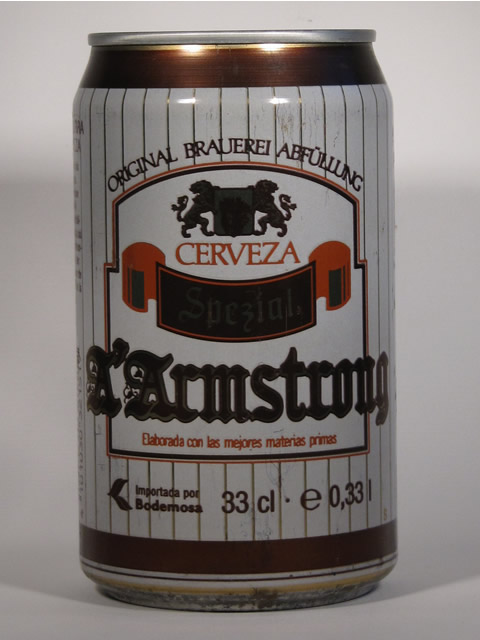 ORIGINAL BRAUEREI ABFÜLLUNG
CERVEZA
Spezial
A'Armstrong
Elaborada con las mejores materias primas
Importada por
Bodemosa
33 cl · e 0,33 l